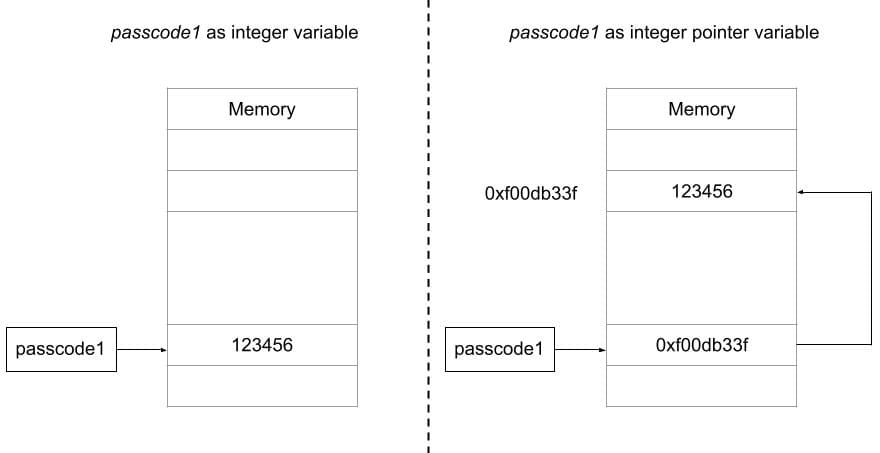 passcode1 as integer variable
Memory
passcode1
123456
passcode1 as integer pointer variable
Memory
0xf00db33f
123456
passcode1
0xf00db33f